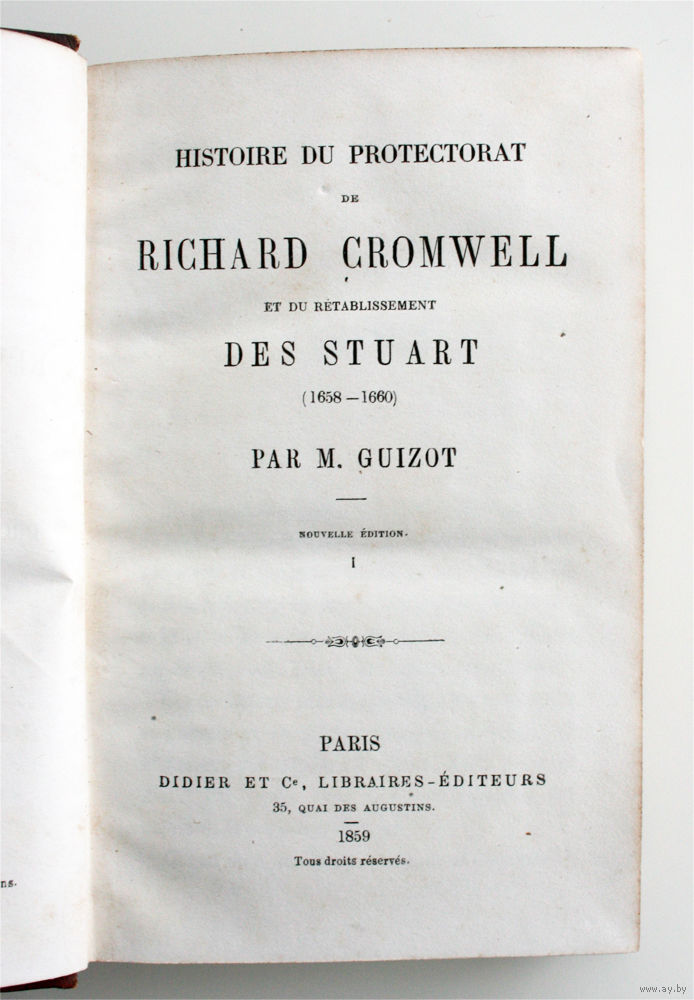 HISTOIRE DU PROTECTORAT
DE
RICHARD CROMWELL
ET DU RÉTABLISSEMENT
DES STUART
(1658—1660)
PAR M. GUIZOT
NOUVELLE ÉDITION.
I
PARIS
DIDIER ET Ce, LIBRAIRES-ÉDITEURS
35, QUAI DES AUGUSTINS.
1859
Tous droits réservés.
ns.
www.ay.by